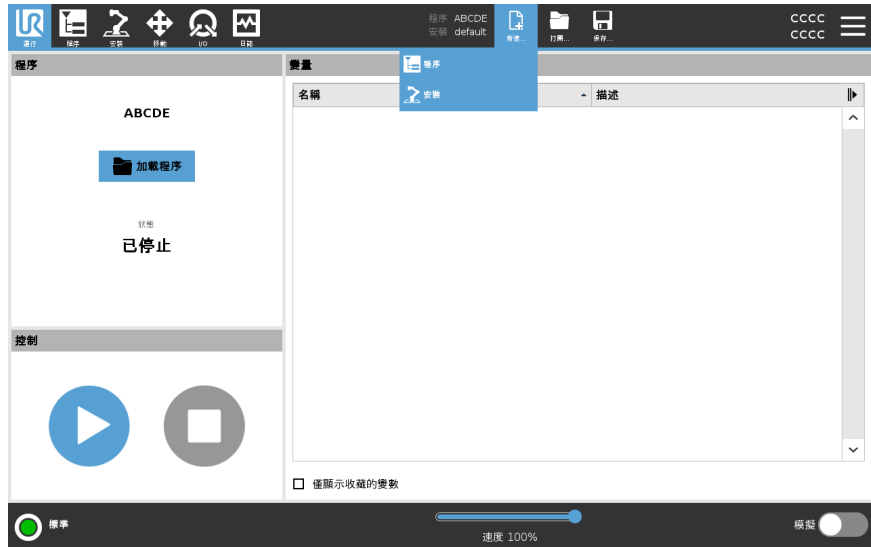 UR
運行
程序
安裝
移動
I/O
日誌
程序 ABCDE
安裝 default
新建...
打開...
保存...
CCCC
CCCC
程序
變量
程序
安裝
名稱
描述
ABCDE
加載程序
狀態
已停止
控制
僅顯示收藏的變數
標準
速度 100%
模擬